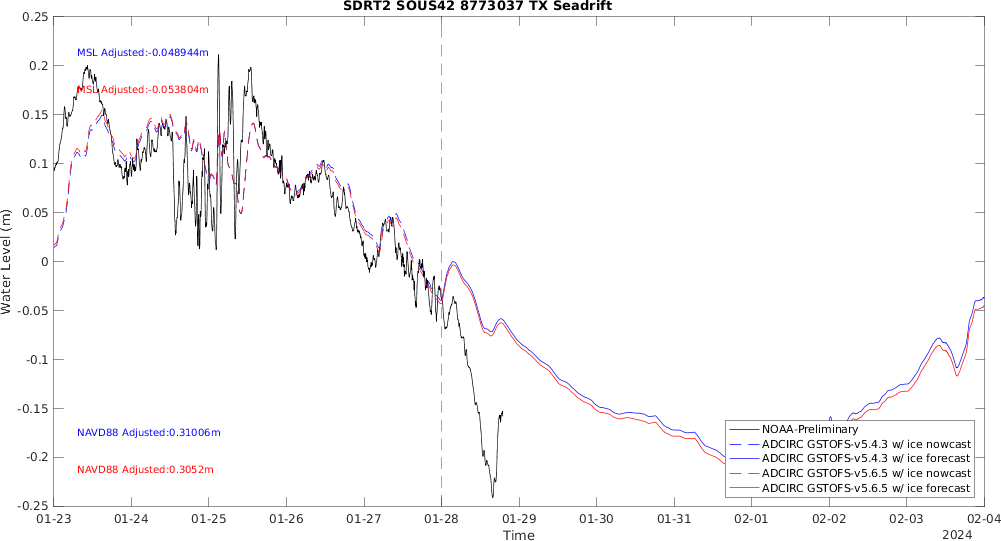 SDRT2 SOUS42 8773037 TX Seadrift
0.25
0.2
0.15
0.1
0.05
0
-0.05
-0.1
-0.15
-0.2
-0.25
Water Level (m)
MSL Adjusted:-0.048944m
MSL Adjusted:-0.053804m
NAVD88 Adjusted:0.31006m
NAVD88 Adjusted:0.3052m
NOAA-Preliminary
ADCIRC GSTOFS-v5.4.3 w/ ice nowcast
ADCIRC GSTOFS-v5.4.3 w/ ice forecast
ADCIRC GSTOFS-v5.6.5 w/ ice nowcast
ADCIRC GSTOFS-v5.6.5 w/ ice forecast
01-23 01-24 01-25 01-26 01-27 01-28 01-29 01-30 01-31 02-01 02-02 02-03 02-04
Time
2024